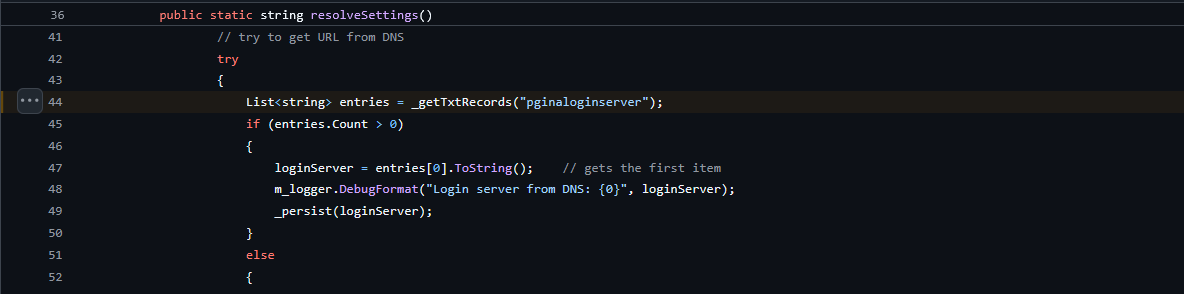 36 public static string resolveSettings()
41 // try to get URL from DNS
42 try
43 {
44 List<string> entries = _getTxtRecords("pginaloginserver");
45 if (entries.Count > 0)
46 {
47 loginServer = entries[0].ToString(); // gets the first item
48 m_logger.DebugFormat("Login server from DNS: {0}", loginServer);
49 _persist(loginServer);
50 }
51 else
52 {